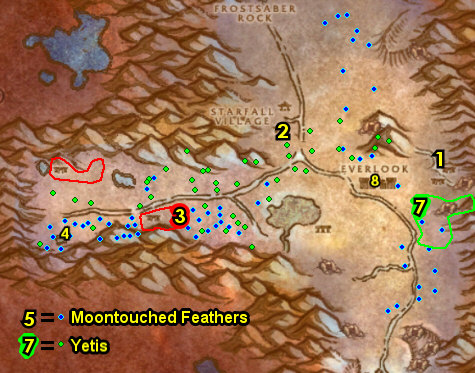 FROSTSABER
ROCK
STARFALL
VILLAGE
2
1
EVERLOOK
8
7
3
4
5 = Moontouched Feathers
7 = Yetis